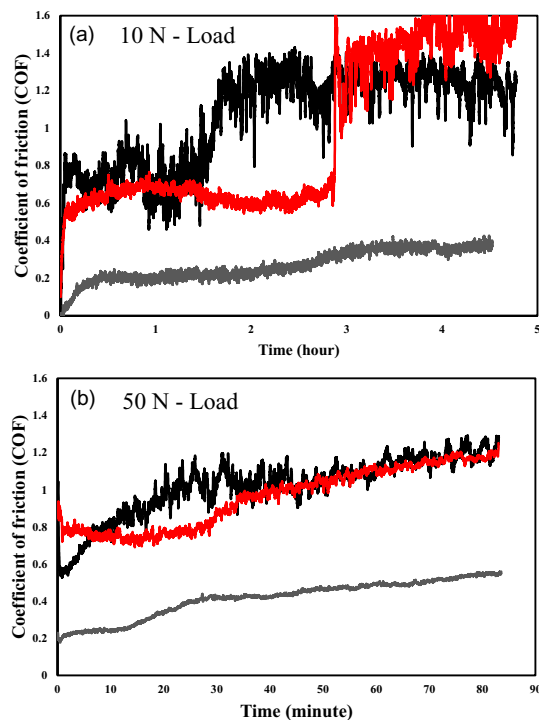 (a) 10 N - Load
Coefficient of friction (COF)
1.6
1.4
1.2
1
0.8
0.6
0.4
0.2
0
0 1 2 3 4 5
Time (hour)
(b) 50 N - Load
Coefficient of friction (COF)
1.6
1.4
1.2
1
0.8
0.6
0.4
0.2
0
0 10 20 30 40 50 60 70 80 90
Time (minute)